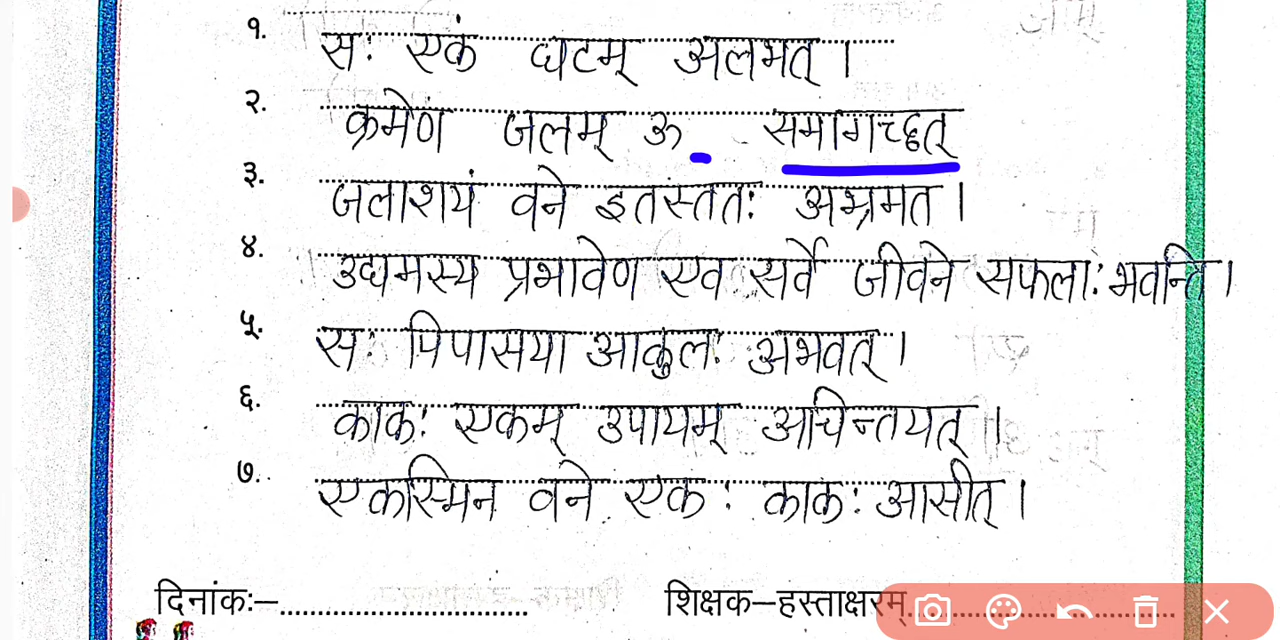 १. सः एकं घटम् अलभत् ।
२. क्रमेण जलम् ऊ समागच्छत्
३. जलाशयं वने इतस्ततः अभ्रमत ।
४. उद्यमस्य प्रभावेण एव सर्वे जीवने सफलाः भवन्ति ।
५. सः पिपासया आकुलः अभवत् ।
६. काकः एकम् उपायम् अचिन्तयत् ।
७. एकस्मिन वने एकः काकः आसीत् ।
दिनांकः—.............................. शिक्षक—हस्ताक्षरम्..............................